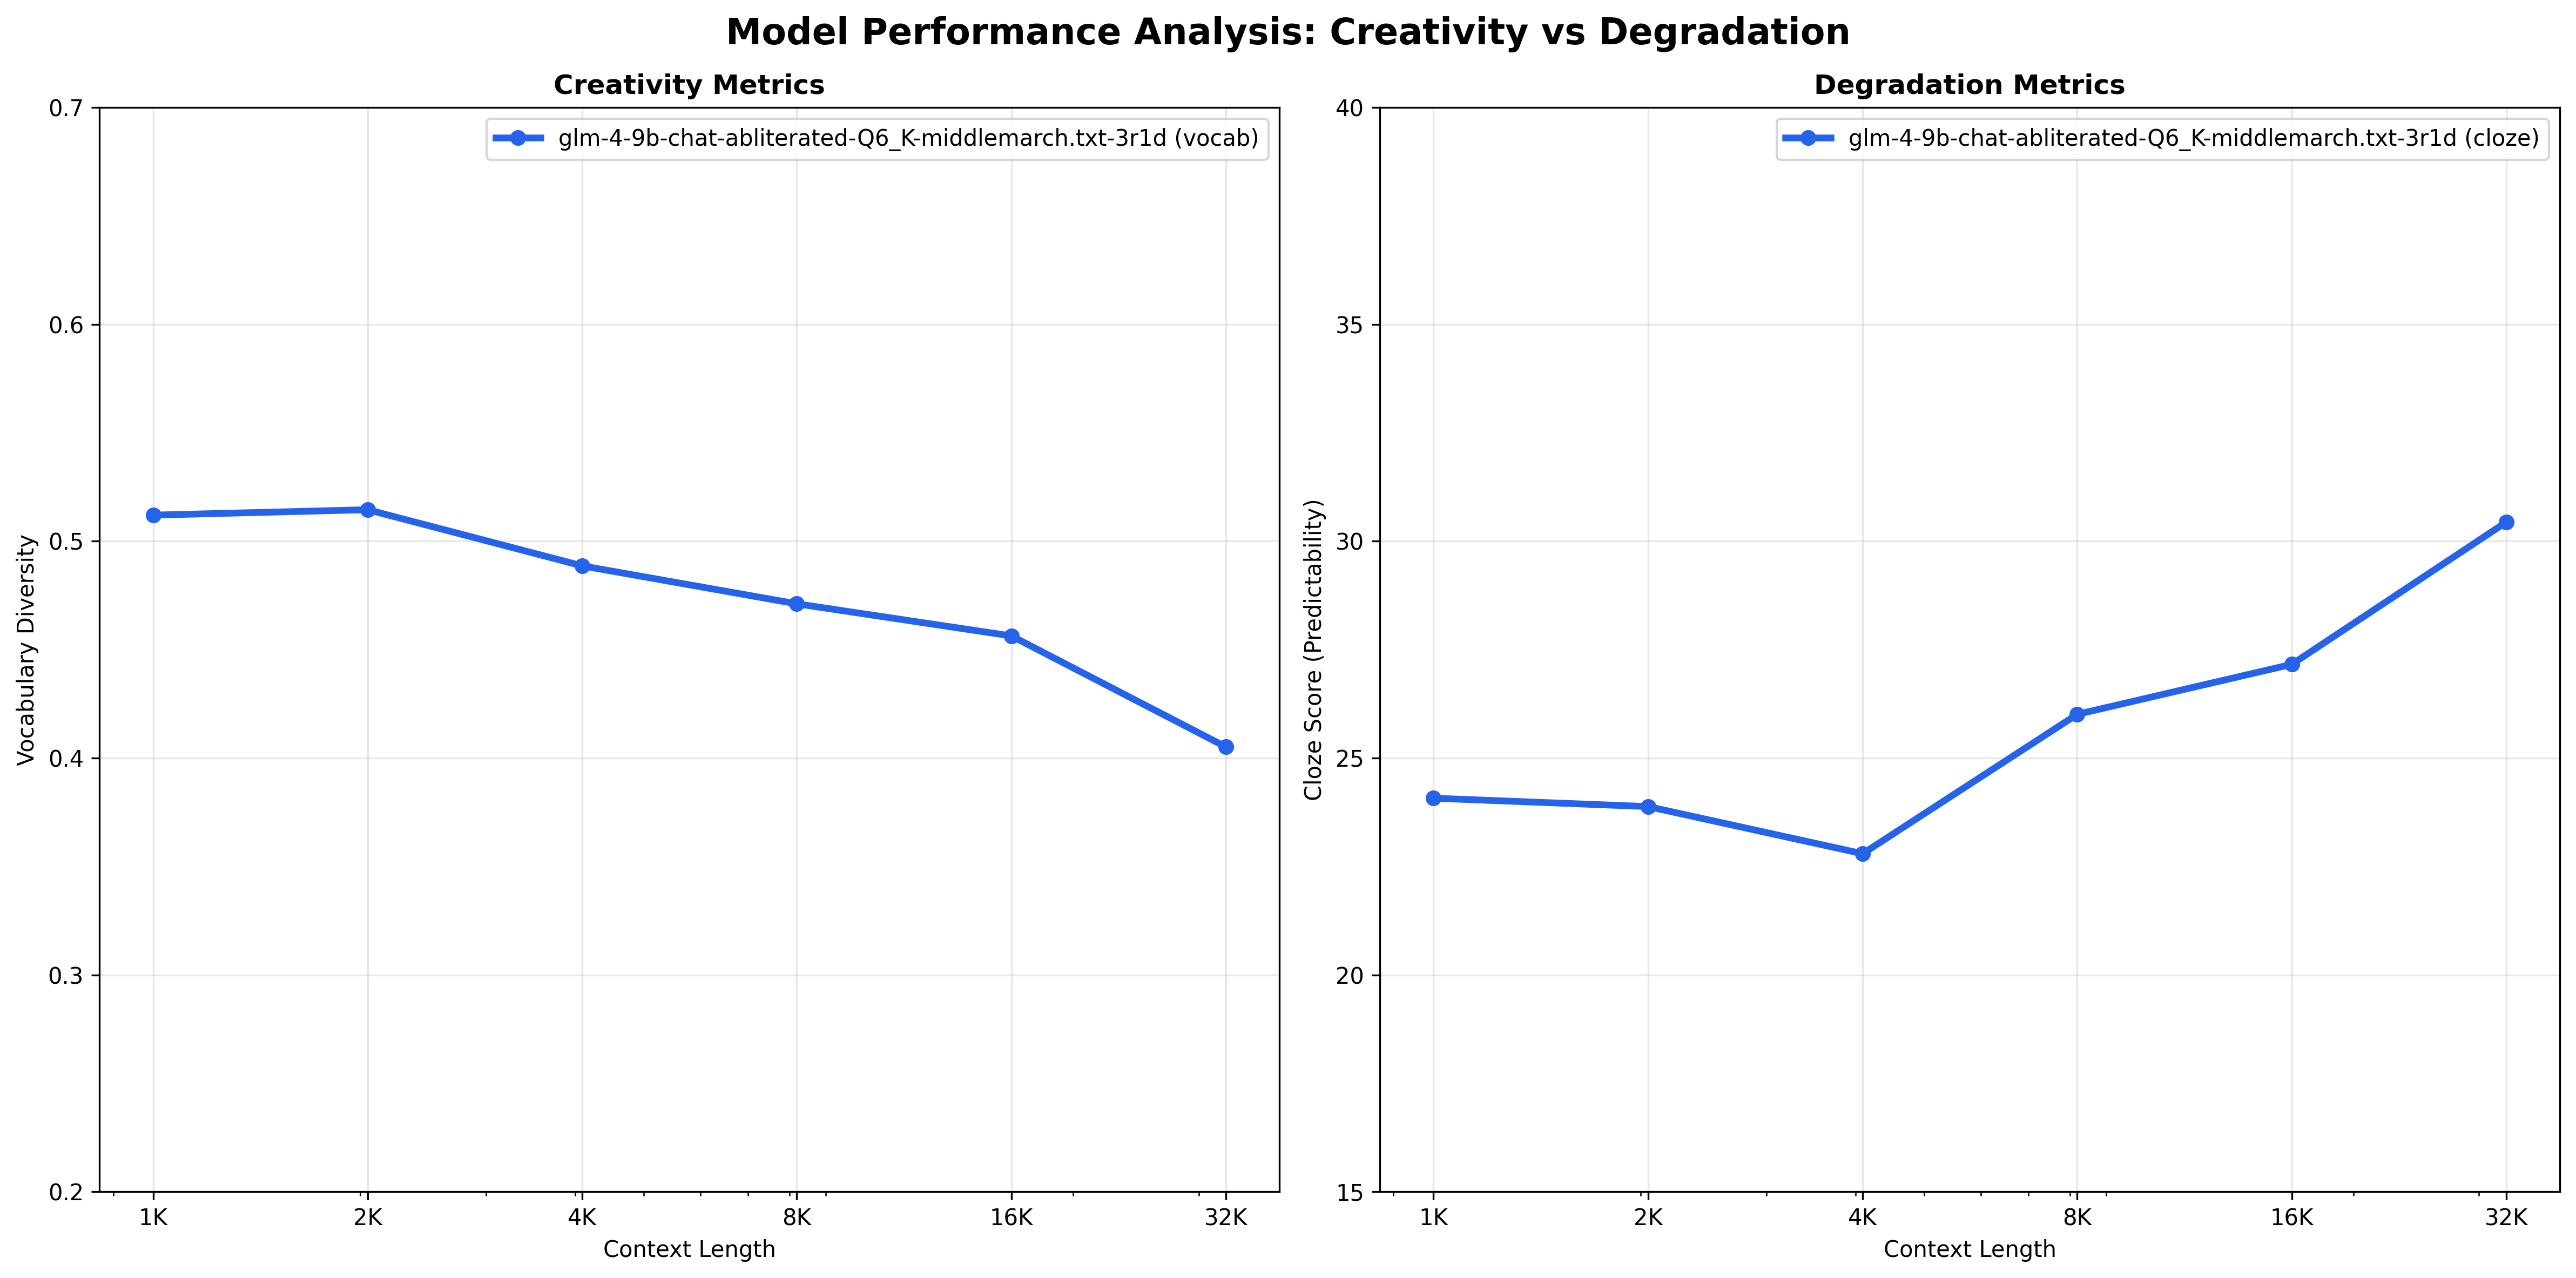 Model Performance Analysis: Creativity vs Degradation
Creativity Metrics
glm-4-9b-chat-abliterated-Q6_K-middlemarch.txt-3r1d (vocab)
Vocabulary Diversity
0.7
0.6
0.5
0.4
0.3
0.2
1K 2K 4K 8K 16K 32K
Context Length
Degradation Metrics
glm-4-9b-chat-abliterated-Q6_K-middlemarch.txt-3r1d (cloze)
Cloze Score (Predictability)
40
35
30
25
20
15
1K 2K 4K 8K 16K 32K
Context Length